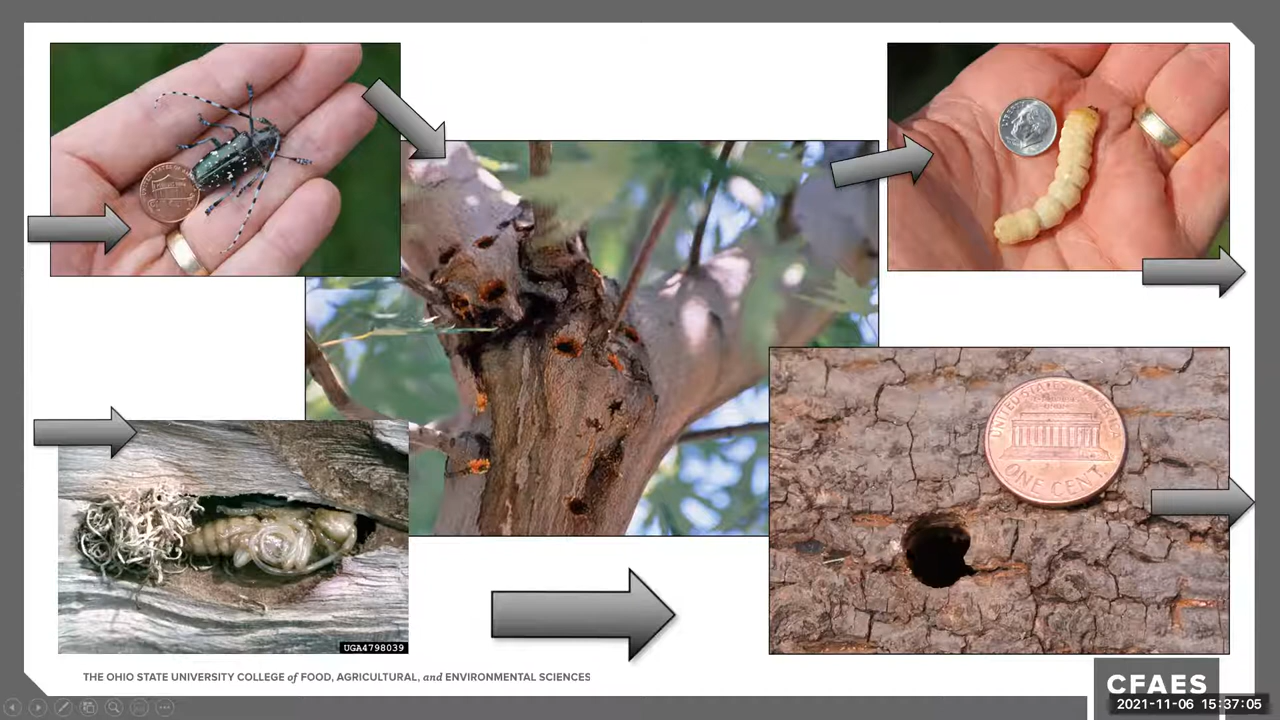 UNITED STATES OF AMERICA
ONE CENT
UGA4798039
THE OHIO STATE UNIVERSITY COLLEGE of FOOD, AGRICULTURAL, and ENVIRONMENTAL SCIENCES
CFAES
2021-11-06 15:37:05